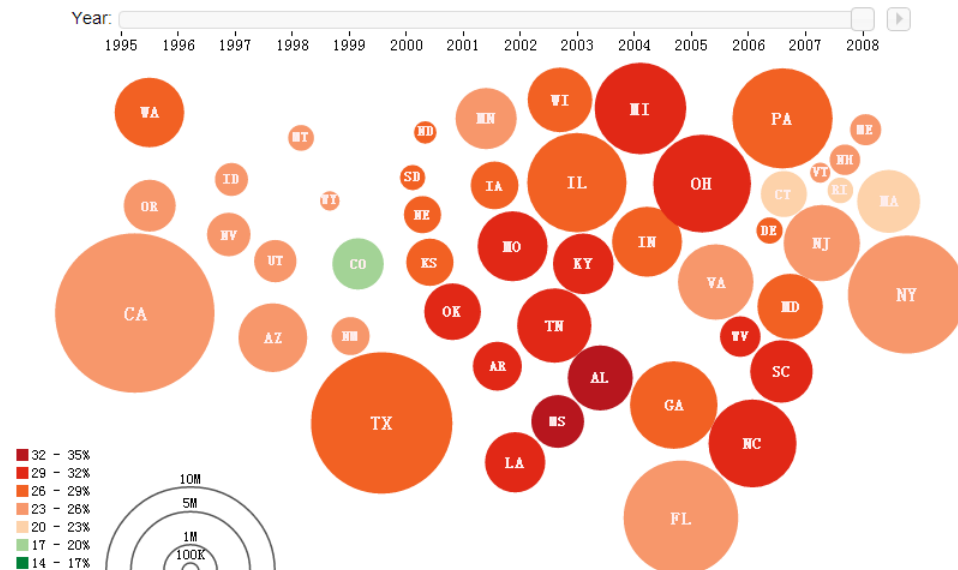 Year:
1995 1996 1997 1998 1999 2000 2001 2002 2003 2004 2005 2006 2007 2008
WA
MT
ND
MN
WI
MI
PA
ME
OR
ID
WY
SD
IA
IL
OH
VT
NH
CT
RI
MA
NV
UT
CO
NE
KS
MO
KY
IN
DE
NJ
VA
MD
NY
CA
AZ
NM
OK
TN
WV
AR
AL
SC
TX
MS
GA
NC
LA
FL
32 - 35%
29 - 32%
26 - 29%
23 - 26%
20 - 23%
17 - 20%
14 - 17%
10M
5M
1M
100K